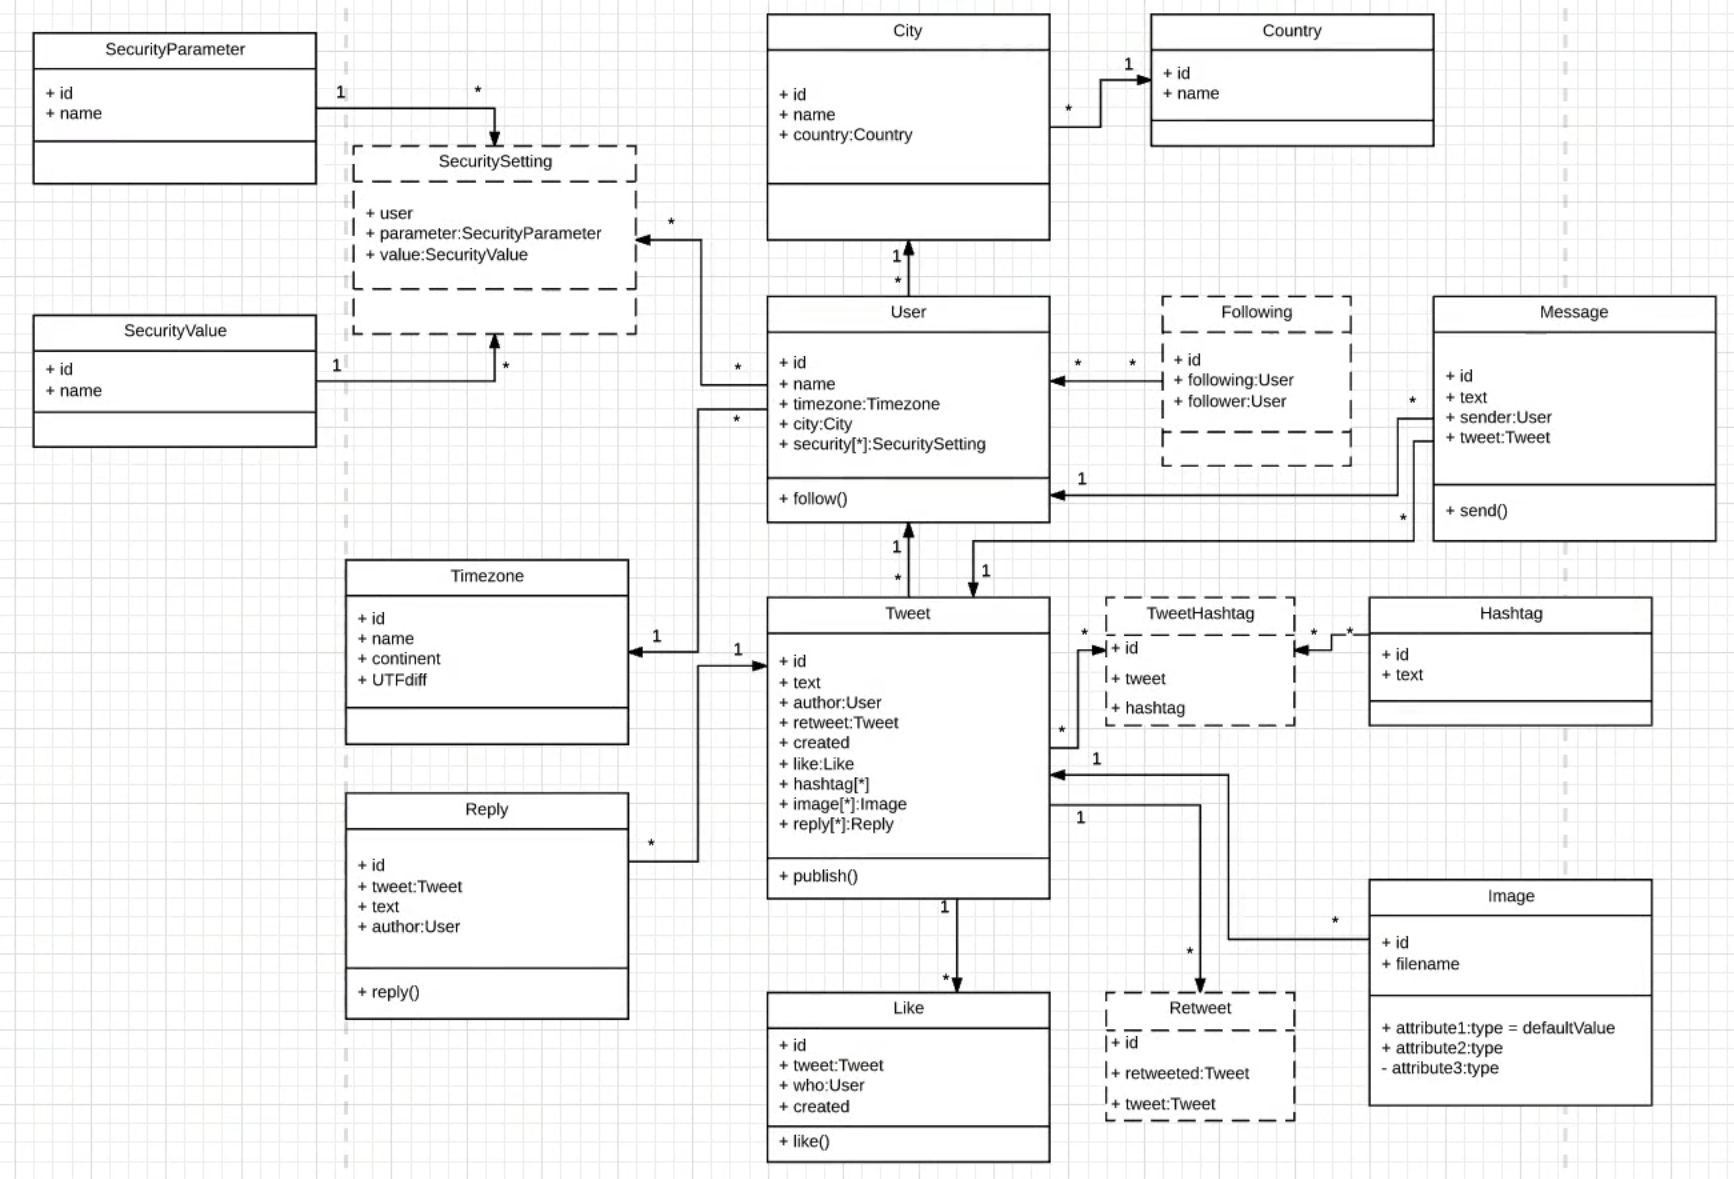 SecurityParameter
+ id
+ name
1
*
City
+ id
+ name
+ country:Country
*
1
Country
+ id
+ name
SecuritySetting
+ user
+ parameter:SecurityParameter
+ value:SecurityValue
*
*
1
*
SecurityValue
+ id
+ name
1
*
User
+ id
+ name
+ timezone:Timezone
+ city:City
+ security[*]:SecuritySetting
+ follow()
*
*
*
Following
+ id
+ following:User
+ follower:User
Message
+ id
+ text
+ sender:User
+ tweet:Tweet
+ send()
*
1
*
1
1
*
Timezone
+ id
+ name
+ continent
+ UTFdiff
1
1
Tweet
+ id
+ text
+ author:User
+ retweet:Tweet
+ created
+ like:Like
+ hashtag[*]
+ image[*]:Image
+ reply[*]:Reply
+ publish()
*
*
TweetHashtag
+ id
+ tweet
+ hashtag
*
*
Hashtag
+ id
+ text
1
1
Reply
+ id
+ tweet:Tweet
+ text
+ author:User
+ reply()
*
1
*
Like
+ id
+ tweet:Tweet
+ who:User
+ created
+ like()
*
Retweet
+ id
+ retweeted:Tweet
+ tweet:Tweet
*
Image
+ id
+ filename
+ attribute1:type = defaultValue
+ attribute2:type
- attribute3:type